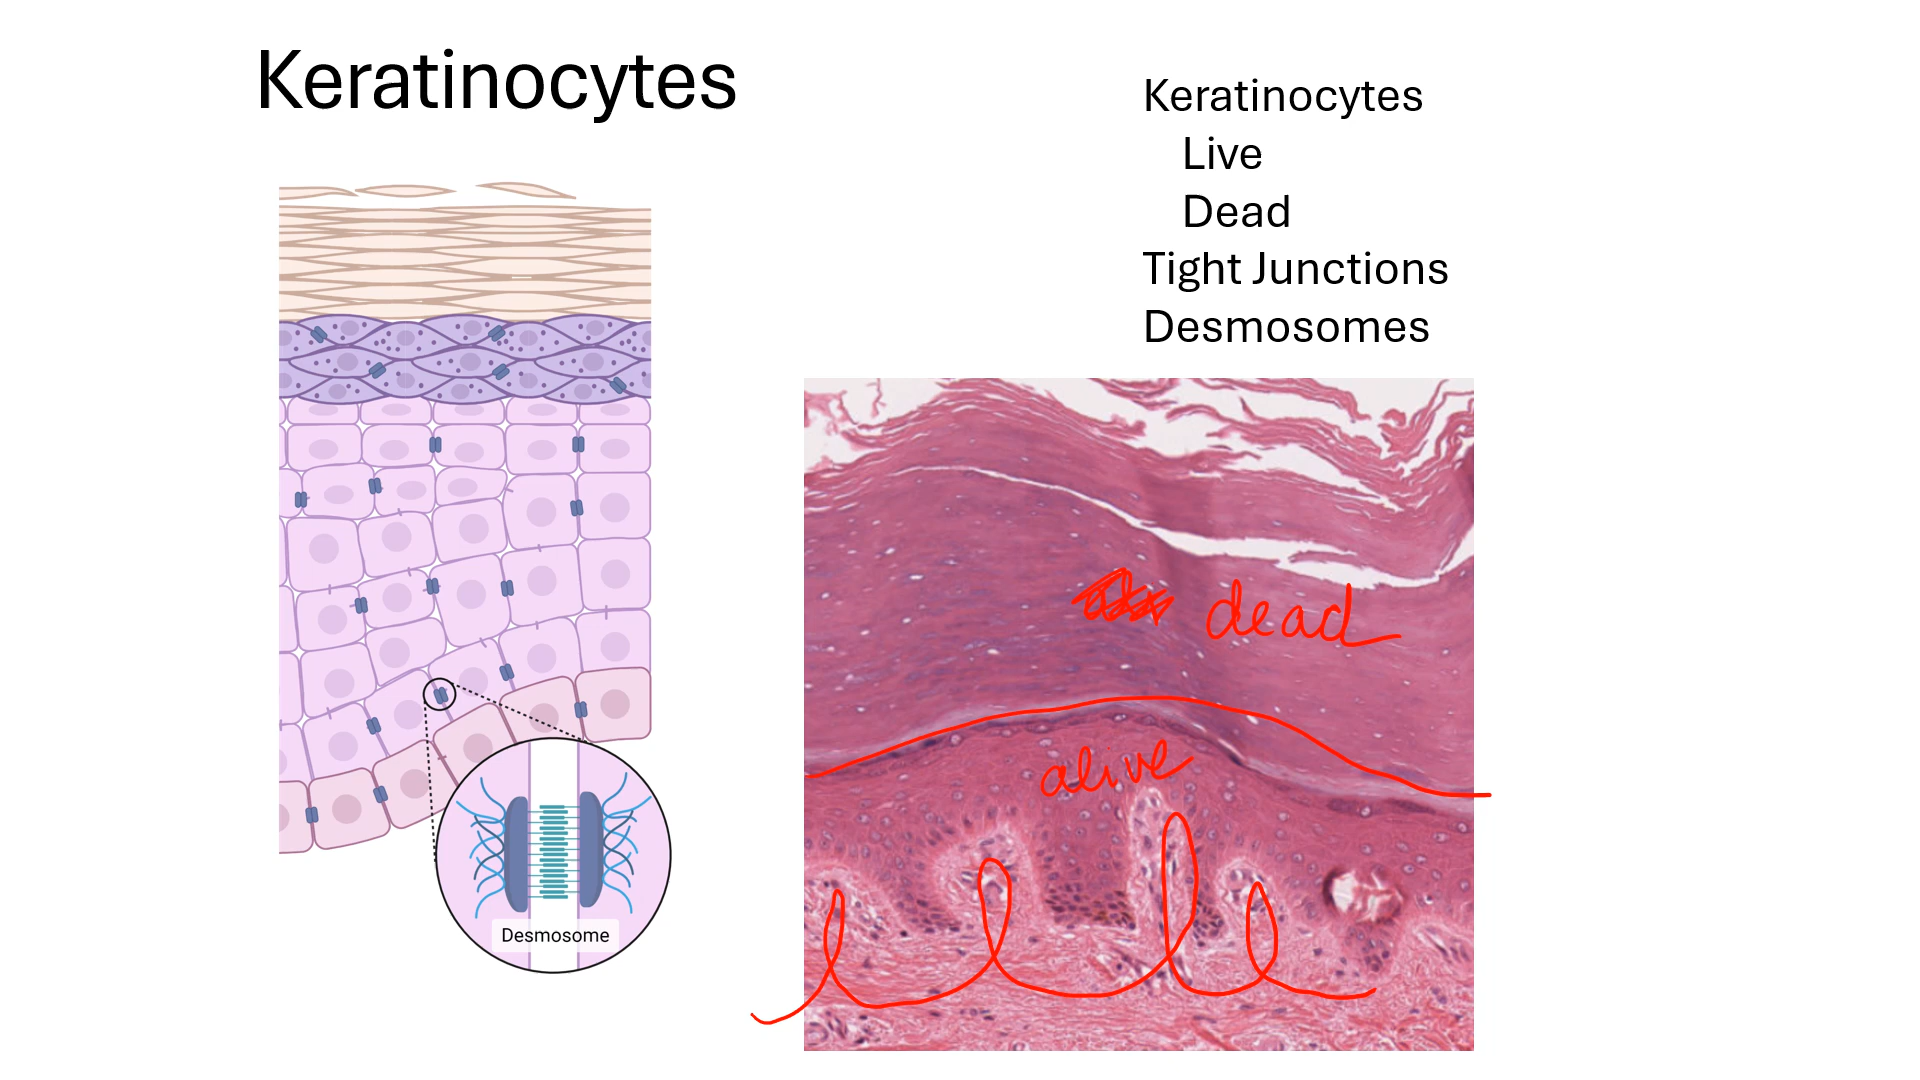 Keratinocytes
Keratinocytes
Live
Dead
Tight Junctions
Desmosomes
dead
alive
Desmosome